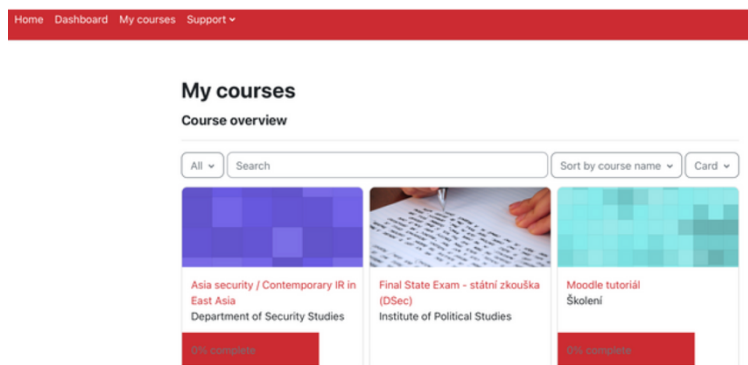 Home Dashboard My courses Support
My courses
Course overview
All Search Sort by course name Card
Asia security / Contemporary IR in
East Asia
Department of Security Studies
0% complete
Final State Exam - státní zkouška
(DSec)
Institute of Political Studies
Moodle tutoriál
Školení
0% complete